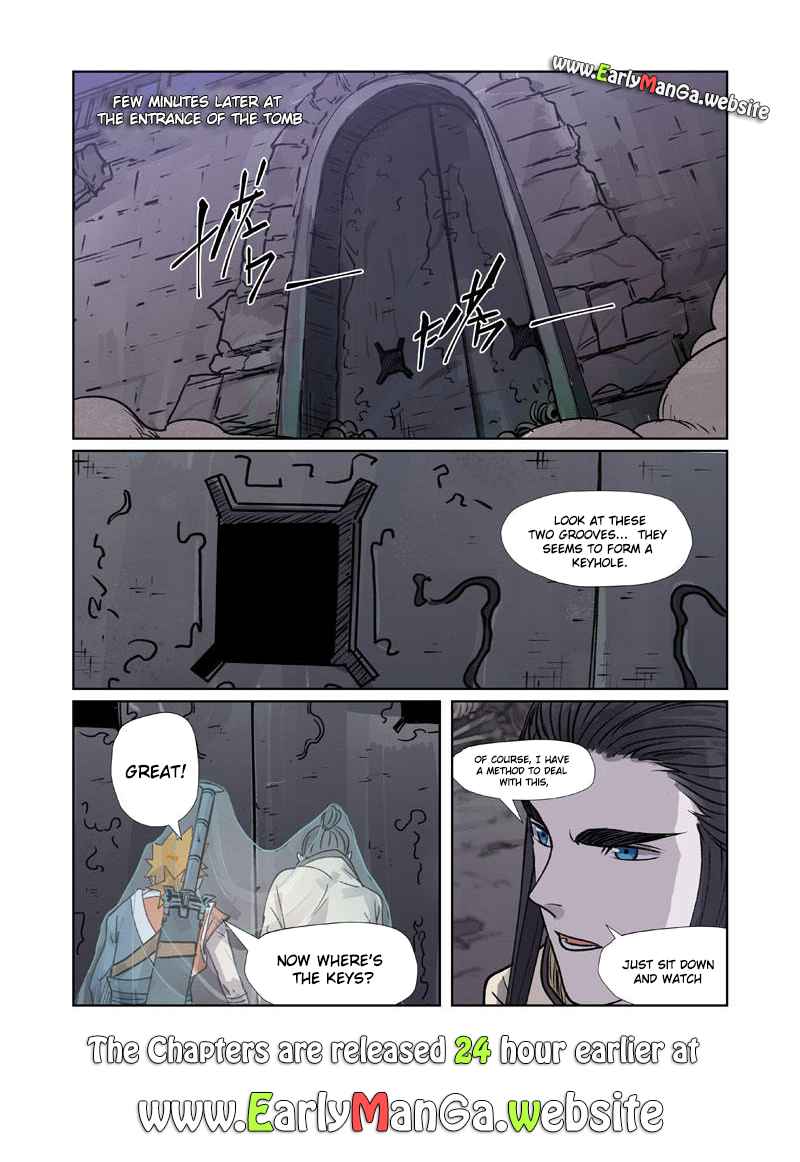 www.EarlyManGa.website
FEW MINUTES LATER AT
THE ENTRANCE OF THE TOMB
LOOK AT THESE
TWO GROOVES... THEY
SEEMS TO FORM A
KEYHOLE.
GREAT!
NOW WHERE'S
THE KEYS?
OF COURSE, I HAVE
A METHOD TO DEAL
WITH THIS,
JUST SIT DOWN
AND WATCH
The Chapters are released 24 hour earlier at
www.EarlyManGa.website